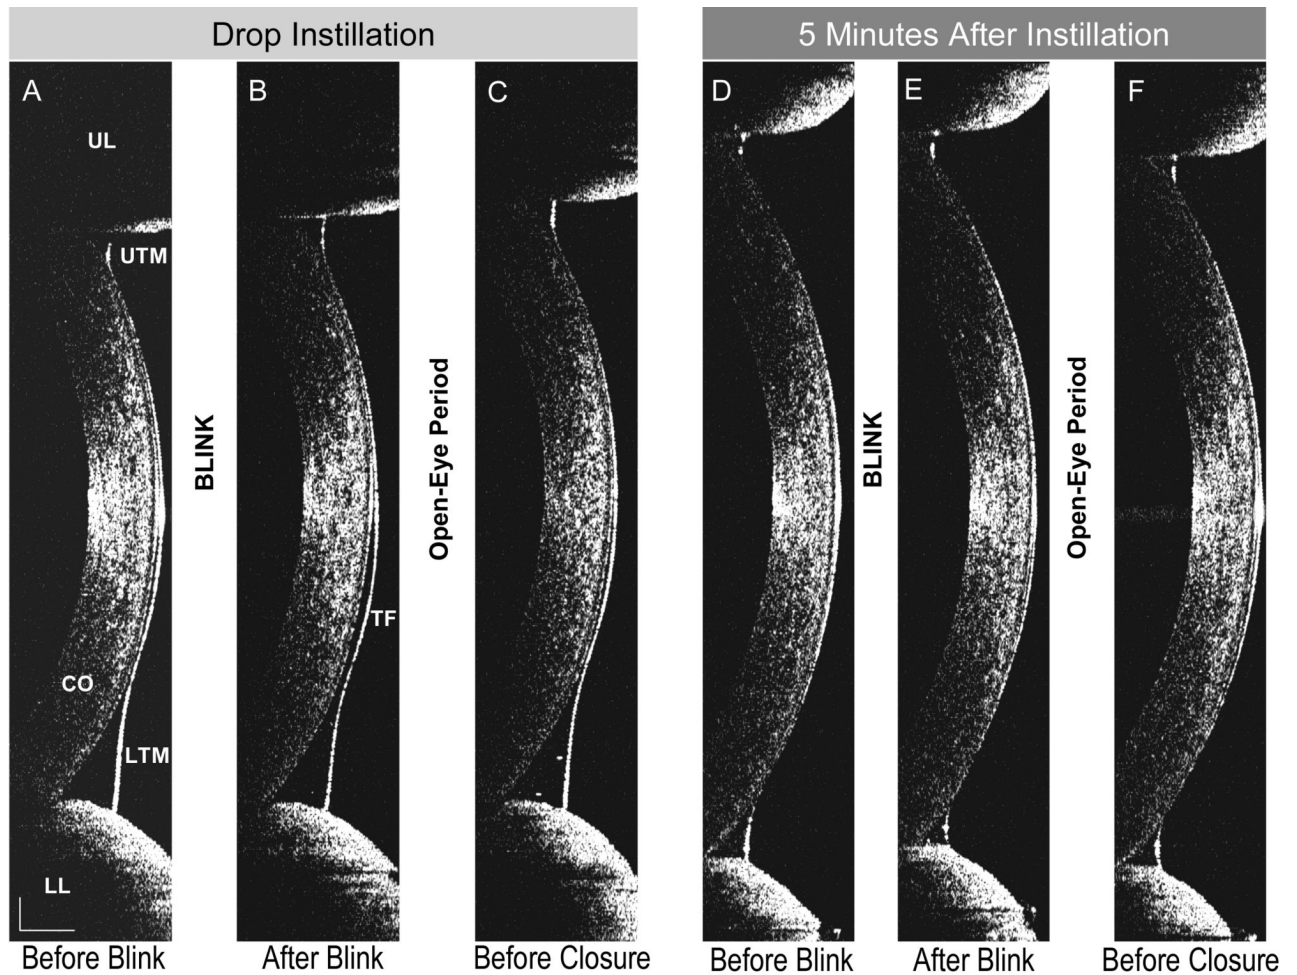 Drop Instillation
5 Minutes After Instillation
A
B
C
D
E
F
UL
UTM
BLINK
Open-Eye Period
BLINK
Open-Eye Period
TF
CO
LTM
LL
Before Blink
After Blink
Before Closure
Before Blink
After Blink
Before Closure